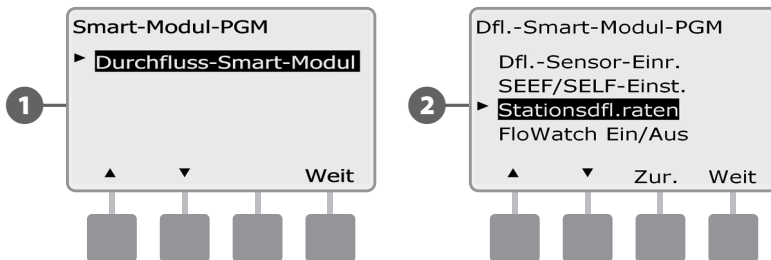 1
Smart-Modul-PGM
► Durchfluss-Smart-Modul
▲ ▼ Weit
2
Dfl.-Smart-Modul-PGM
Dfl.-Sensor-Einr.
SEEF/SELF-Einst.
► Stationsdfl.raten
FloWatch Ein/Aus
▲ ▼ Zur. Weit